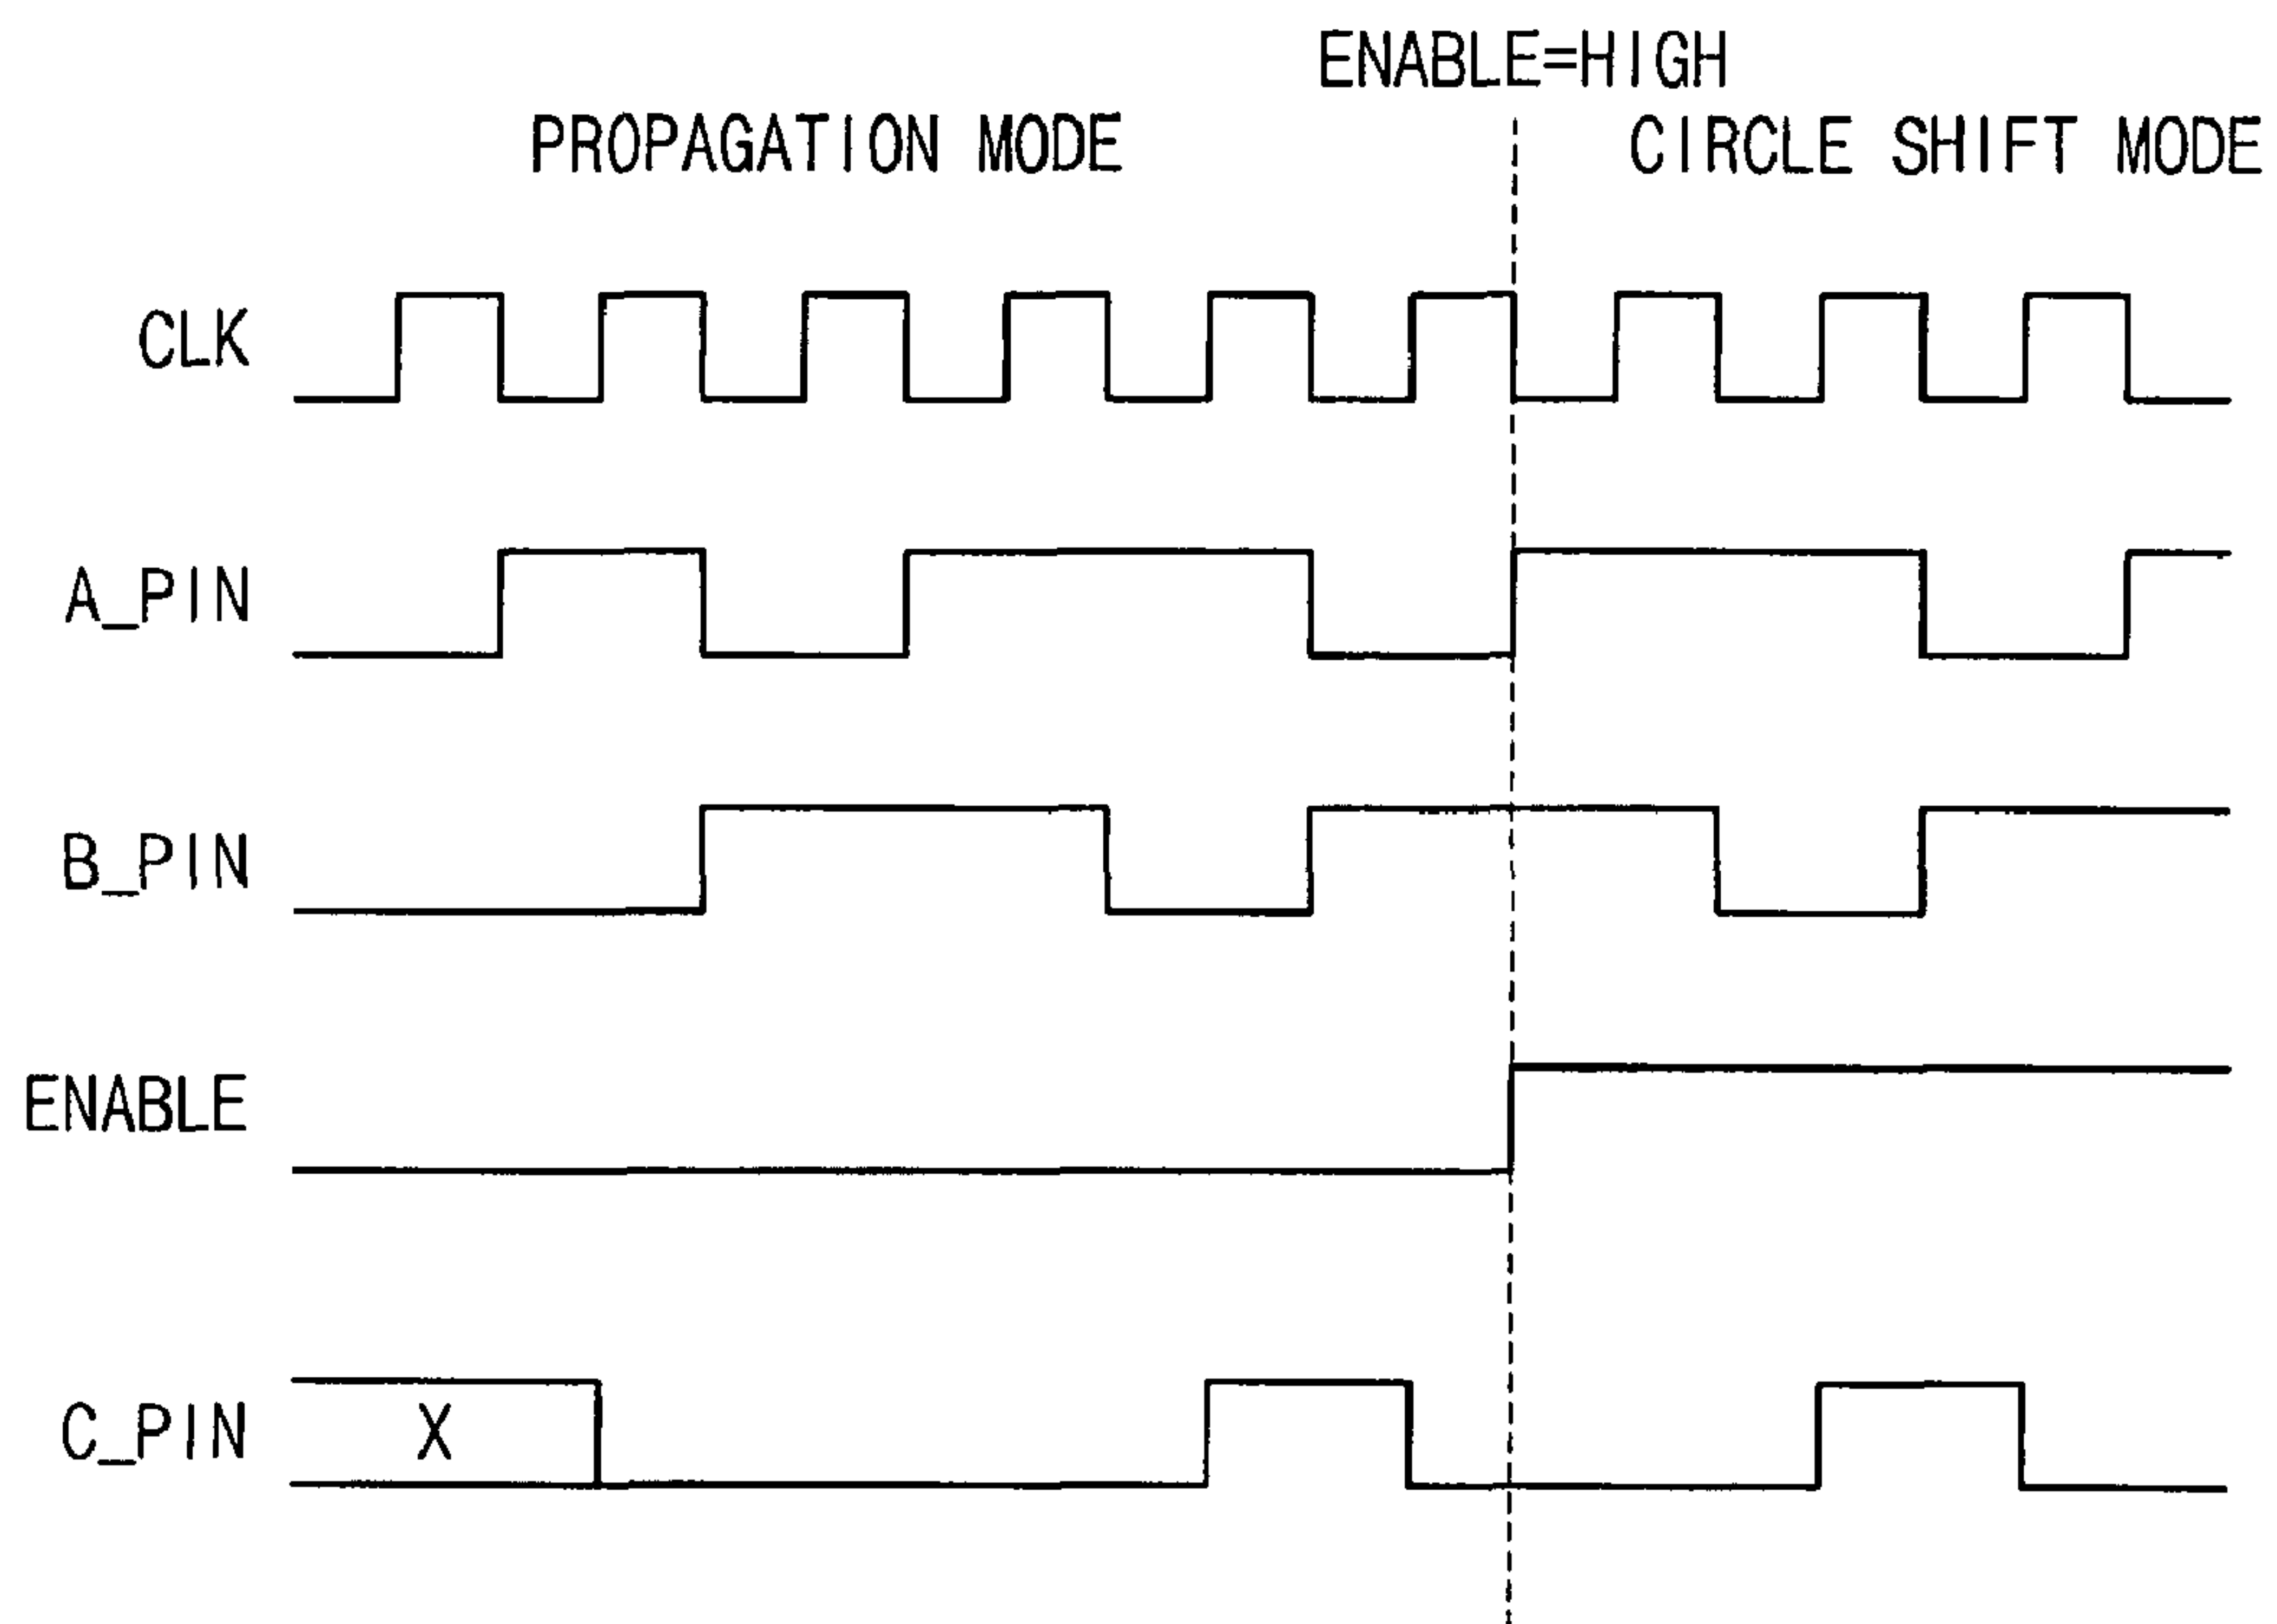 ENABLE=HIGH
PROPAGATION MODE
CIRCLE SHIFT MODE
CLK
A_PIN
B_PIN
ENABLE
C_PIN
X